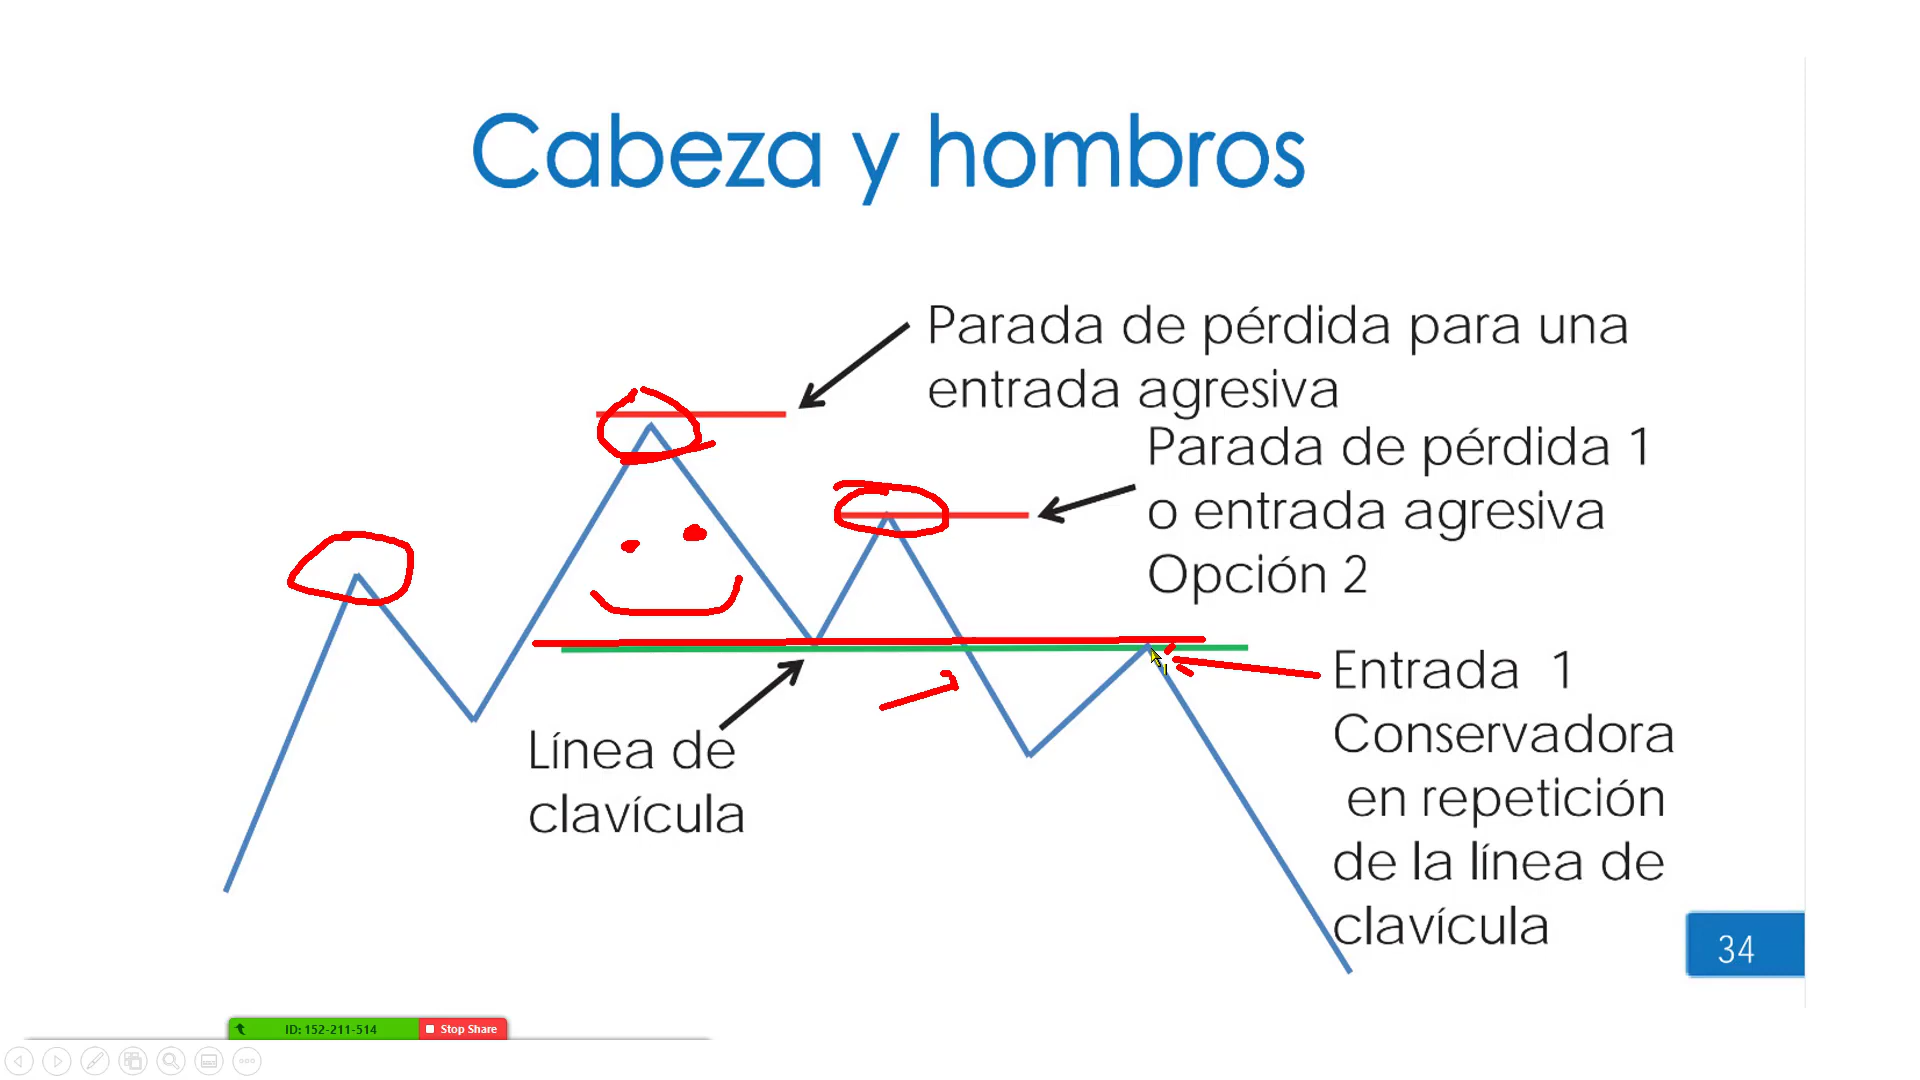 Cabeza y hombros
Parada de pérdida para una
entrada agresiva
Parada de pérdida 1
o entrada agresiva
Opción 2
Entrada 1
Conservadora
en repetición
de la línea de
clavícula
Línea de
clavícula
34
ID: 152-211-514
Stop Share